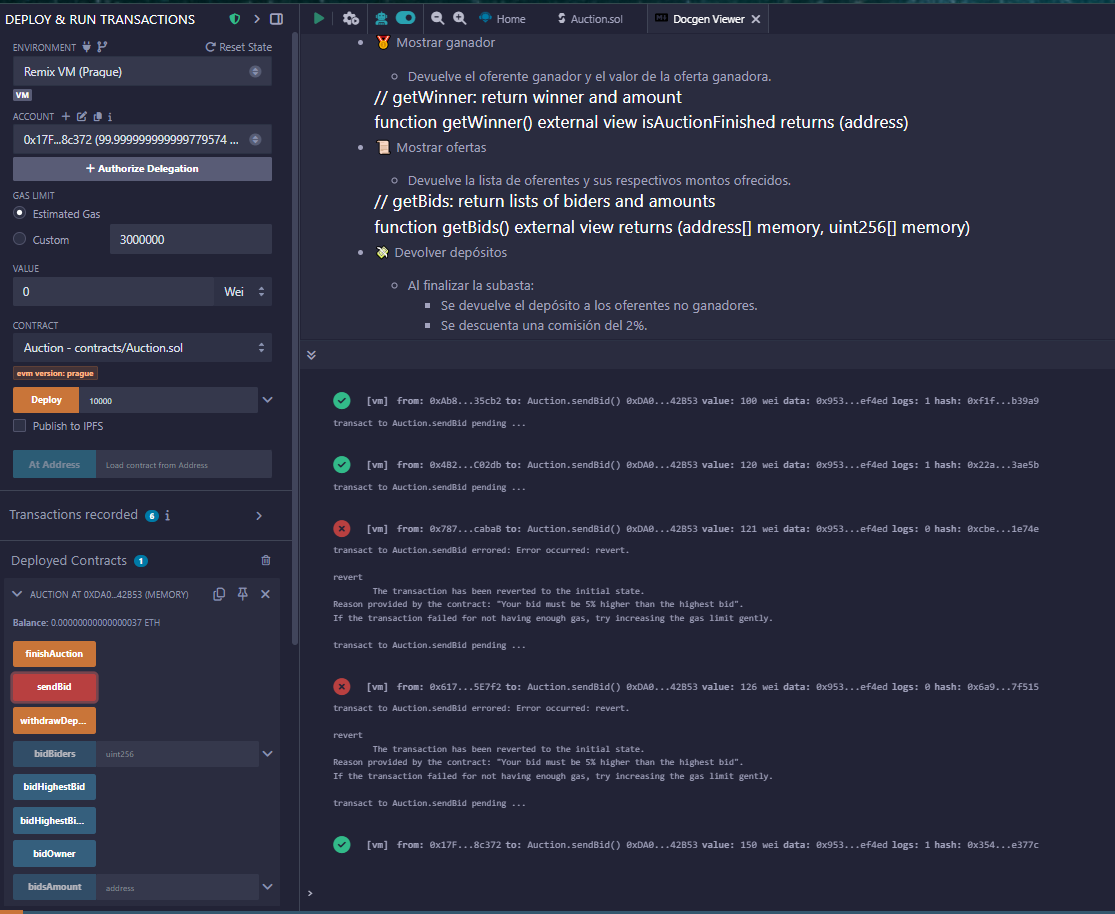 DEPLOY & RUN TRANSACTIONS
ENVIRONMENT
Reset State
Remix VM (Prague)
VM
ACCOUNT
0x17F...8c372 (99.999999999999779574 ...
+ Authorize Delegation
GAS LIMIT
Estimated Gas
Custom
3000000
VALUE
0
Wei
CONTRACT
Auction - contracts/Auction.sol
evm version: prague
Deploy
10000
Publish to IPFS
At Address
Load contract from Address
Transactions recorded 6 i
Deployed Contracts 1
AUCTION AT 0XDA0...42B53 (MEMORY)
Balance: 0.00000000000000037 ETH
finishAuction
sendBid
withdrawDep...
bidBiders
uint256
bidHighestBid
bidHighestBi...
bidOwner
bidsAmount
address
Home
Auction.sol
Docgen Viewer
Mostrar ganador
Devuelve el oferente ganador y el valor de la oferta ganadora.
// getWinner: return winner and amount
function getWinner() external view isAuctionFinished returns (address)
Mostrar ofertas
Devuelve la lista de oferentes y sus respectivos montos ofrecidos.
// getBids: return lists of biders and amounts
function getBids() external view returns (address[] memory, uint256[] memory)
Devolver depósitos
Al finalizar la subasta:
Se devuelve el depósito a los oferentes no ganadores.
Se descuenta una comisión del 2%.
[vm] from: 0xAb8...35cb2 to: Auction.sendBid() 0xDA0...42B53 value: 100 wei data: 0x953...ef4ed logs: 1 hash: 0xf1f...b39a9
transact to Auction.sendBid pending ...
[vm] from: 0x4B2...C02db to: Auction.sendBid() 0xDA0...42B53 value: 120 wei data: 0x953...ef4ed logs: 1 hash: 0x22a...3ae5b
transact to Auction.sendBid pending ...
[vm] from: 0x787...cabaB to: Auction.sendBid() 0xDA0...42B53 value: 121 wei data: 0x953...ef4ed logs: 0 hash: 0xcbe...1e74e
transact to Auction.sendBid errored: Error occurred: revert.
revert
The transaction has been reverted to the initial state.
Reason provided by the contract: "Your bid must be 5% higher than the highest bid".
If the transaction failed for not having enough gas, try increasing the gas limit gently.
transact to Auction.sendBid pending ...
[vm] from: 0x617...5E7f2 to: Auction.sendBid() 0xDA0...42B53 value: 126 wei data: 0x953...ef4ed logs: 0 hash: 0x6a9...7f515
transact to Auction.sendBid errored: Error occurred: revert.
revert
The transaction has been reverted to the initial state.
Reason provided by the contract: "Your bid must be 5% higher than the highest bid".
If the transaction failed for not having enough gas, try increasing the gas limit gently.
transact to Auction.sendBid pending ...
[vm] from: 0x17F...8c372 to: Auction.sendBid() 0xDA0...42B53 value: 150 wei data: 0x953...ef4ed logs: 1 hash: 0x354...e377c
>